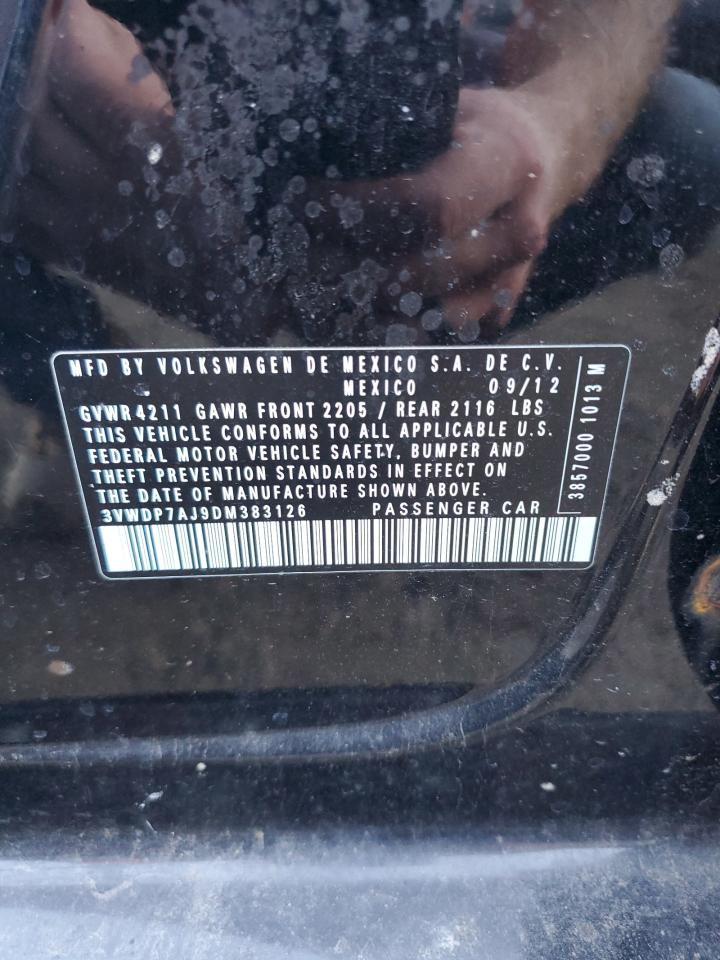 MFD BY VOLKSWAGEN DE MEXICO S.A. DE C.V.
MEXICO 09/12
GVWR 4211 GAWR FRONT 2205 / REAR 2116 LBS
THIS VEHICLE CONFORMS TO ALL APPLICABLE U.S.
FEDERAL MOTOR VEHICLE SAFETY, BUMPER AND
THEFT PREVENTION STANDARDS IN EFFECT ON
THE DATE OF MANUFACTURE SHOWN ABOVE.
3VWDP7AJ9DM383126 PASSENGER CAR
3857000 1013 M